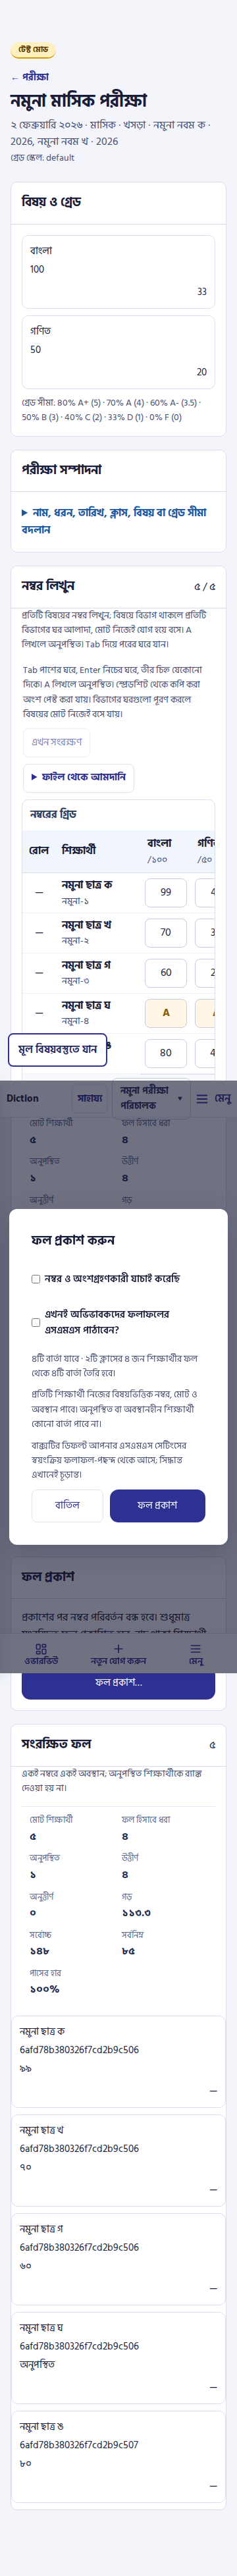 টেস্ট মোড
← পরীক্ষা
নমুনা মাসিক পরীক্ষা
২ ফেব্রুয়ারি ২০২৬ · মাসিক · খসড়া · নমুনা নবম ক ·
2026, নমুনা নবম খ · 2026
গ্রেড স্কেল: default
বিষয় ও গ্রেড
বাংলা
100
33
গণিত
50
20
গ্রেড সীমা: 80% A+ (5) · 70% A (4) · 60% A- (3.5) ·
50% B (3) · 40% C (2) · 33% D (1) · 0% F (0)
পরীক্ষা সম্পাদনা
▶ নাম, ধরন, তারিখ, ক্লাস, বিষয় বা গ্রেড সীমা
বদলান
নম্বর লিখুন
৫ / ৫
প্রতিটি বিষয়ের নম্বর লিখুন; বিষয়ে বিভাগ থাকলে প্রতিটি
বিভাগের ঘর আলাদা, মোট নিজেই যোগ হয়ে বসে। A
লিখলে অনুপস্থিত। Tab দিয়ে পরের ঘরে যান।
Tab পাশের ঘরে, Enter নিচের ঘরে, তীর চিহ্ন যেকোনো
দিকে। A লিখলে অনুপস্থিত। স্প্রেডশিট থেকে কপি করা
অংশ পেস্ট করা যায়। বিভাগের ঘরগুলো পূরণ করলে
বিষয়ের মোট নিজেই বসে যায়।
এখন সংরক্ষণ
▶ ফাইল থেকে আমদানি
নম্বরের গ্রিড
রোল শিক্ষার্থী বাংলা /১০০ /৫০
— নমুনা ছাত্র ক 99
নমুনা-১
— নমুনা ছাত্র খ 70
নমুনা-২
— নমুনা ছাত্র গ 60
নমুনা-৩
— নমুনা ছাত্র ঘ A
নমুনা-৪
মূল বিষয়বস্তুতে যান
80
Diction সাহায্য নমুনা পরীক্ষা পরিচালক ▾ মেনু
মোট শিক্ষার্থী ফল হিসাবে ধরা
৫ ৪
অনুপস্থিত উত্তীর্ণ
১ ৪
অনুত্তীর্ণ গড়
ফল প্রকাশ করুন
নম্বর ও অংশগ্রহণকারী যাচাই করেছি
এখনই অভিভাবকদের ফলাফলের
এসএমএস পাঠাবেন?
৪টি বার্তা যাবে · ২টি ক্লাসের ৪ জন শিক্ষার্থীর ফল
থেকে ৪টি বার্তা তৈরি হবে।
প্রতিটি শিক্ষার্থী নিজের বিষয়ভিত্তিক নম্বর, মোট ও
অবস্থান পাবে। অনুপস্থিত বা অবস্থানহীন শিক্ষার্থী
কোনো বার্তা পাবে না।
বাক্সটির ডিফল্ট আপনার এসএমএস সেটিংসের
স্বয়ংক্রিয় ফলাফল-পছন্দ থেকে আসে; সিদ্ধান্ত
এখানেই চূড়ান্ত।
বাতিল
ফল প্রকাশ
ফল প্রকাশ
প্রকাশের পর নম্বর পরিবর্তন বন্ধ হবে। শুধুমাত্র
ওভারভিউ নতুন যোগ করুন মেনু
ফল প্রকাশ...
সংরক্ষিত ফল
৫
একই নম্বরে একই অবস্থান; অনুপস্থিত শিক্ষার্থীকে র‍্যাঙ্ক
দেওয়া হয় না।
মোট শিক্ষার্থী ফল হিসাবে ধরা
৫ ৪
অনুপস্থিত উত্তীর্ণ
১ ৪
অনুত্তীর্ণ গড়
০ ১১৩.৩
সর্বোচ্চ সর্বনিম্ন
১৪৮ ৮৫
পাসের হার
১০০%
নমুনা ছাত্র ক
6afd78b380326f7cd2b9c506
৯৯
—
নমুনা ছাত্র খ
6afd78b380326f7cd2b9c506
৭০
—
নমুনা ছাত্র গ
6afd78b380326f7cd2b9c506
৬০
—
নমুনা ছাত্র ঘ
6afd78b380326f7cd2b9c506
অনুপস্থিত
—
নমুনা ছাত্র ঙ
6afd78b380326f7cd2b9c507
৮০
—